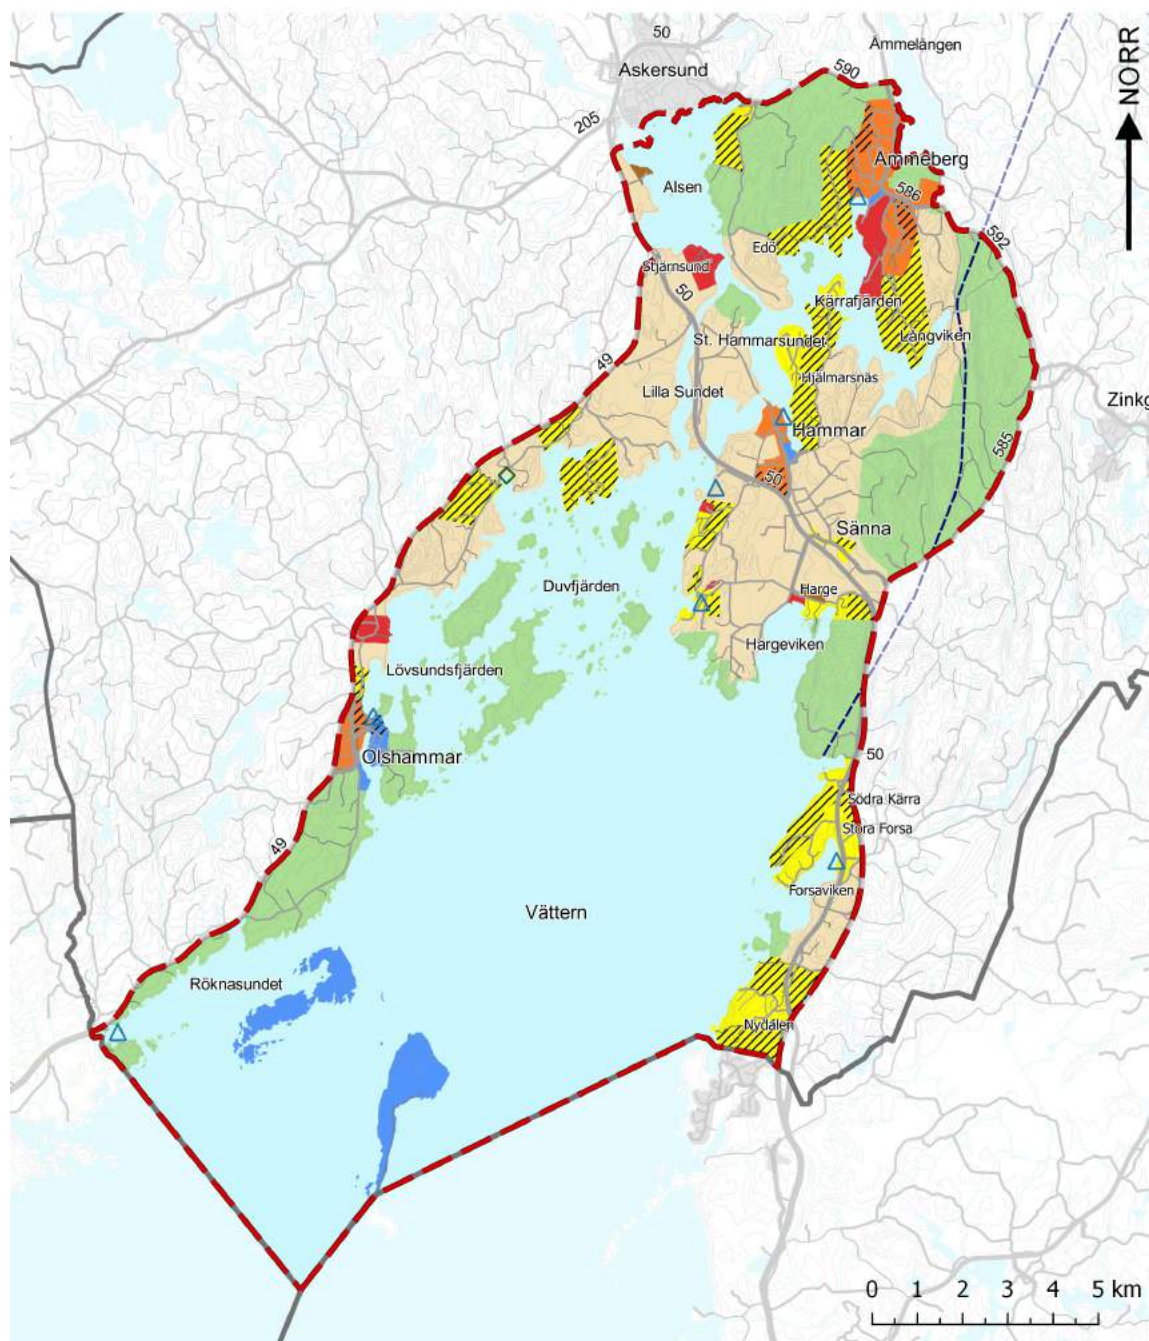 50
Åmmelången
NORR
Askersund
590
205
Åmmeberg
Alsen
586
592
Edö
Stjärnsund
50
Kärrafjärden
Långviken
St. Hammarsundet
49
Hjälmarsnäs
Lilla Sundet
Zinkg
Hammar
585
50
Sänna
Duvfjärden
Harge
Hargeviken
Lövsundsfjärden
Olshammar
50
Södra Kärra
Stora Forsa
49
Forsaviken
Vättern
Röknasundet
Nydalen
0 1 2 3 4 5 km